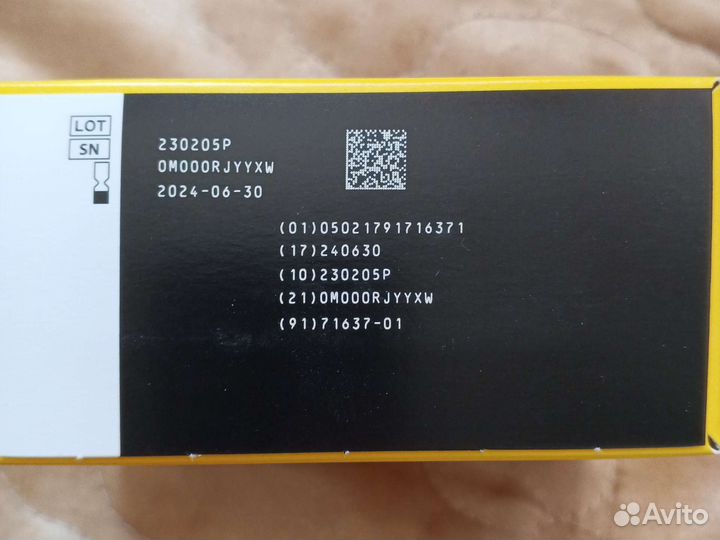 LOT
SN
230205P
0M000RJYYXW
2024-06-30
(01)05021791716371
(17)240630
(10)230205P
(21)0M000RJYYXW
(91)71637-01
Avito